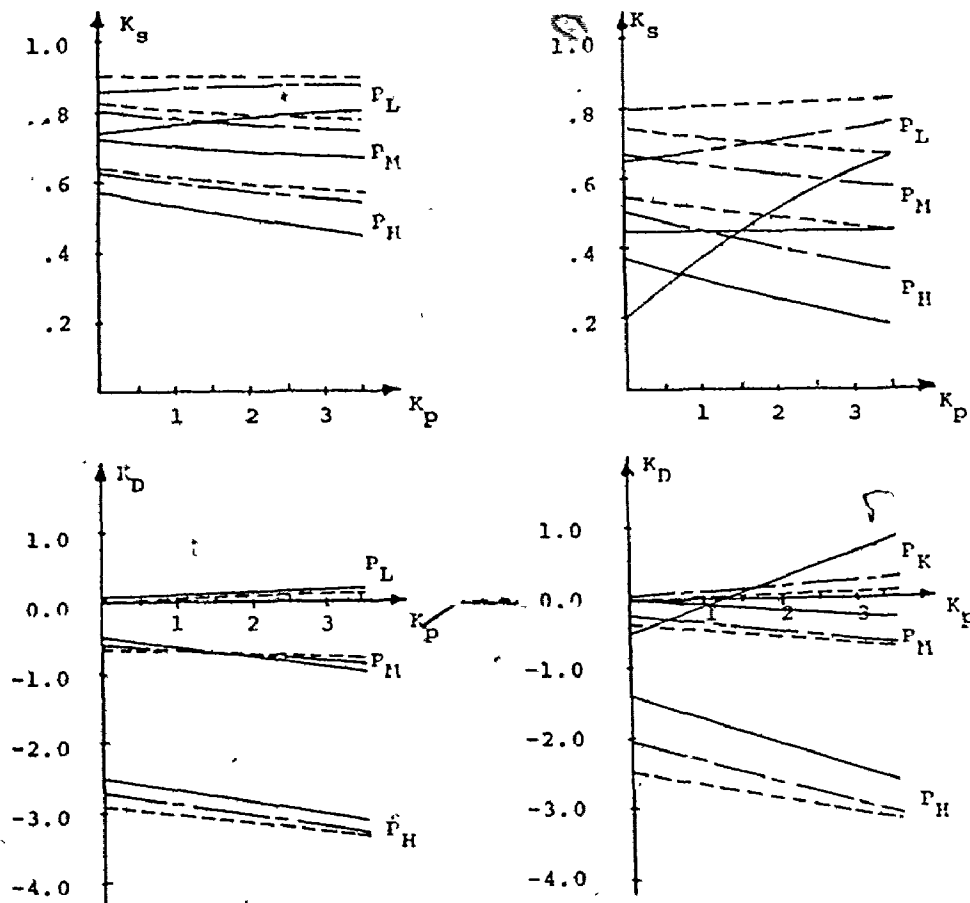 K_s
1.0
.8
.6
.4
.2
P_L
P_M
P_H
1 2 3 K_p
K_s
1.0
.8
.6
.4
.2
P_L
P_M
P_H
1 2 3 K_p
K_D
1.0
0.0
-1.0
-2.0
-3.0
-4.0
P_L
1 2 3 K_p
P_M
P_H
K_D
1.0
0.0
-1.0
-2.0
-3.0
-4.0
P_K
1 2 3 K_p
P_M
P_H